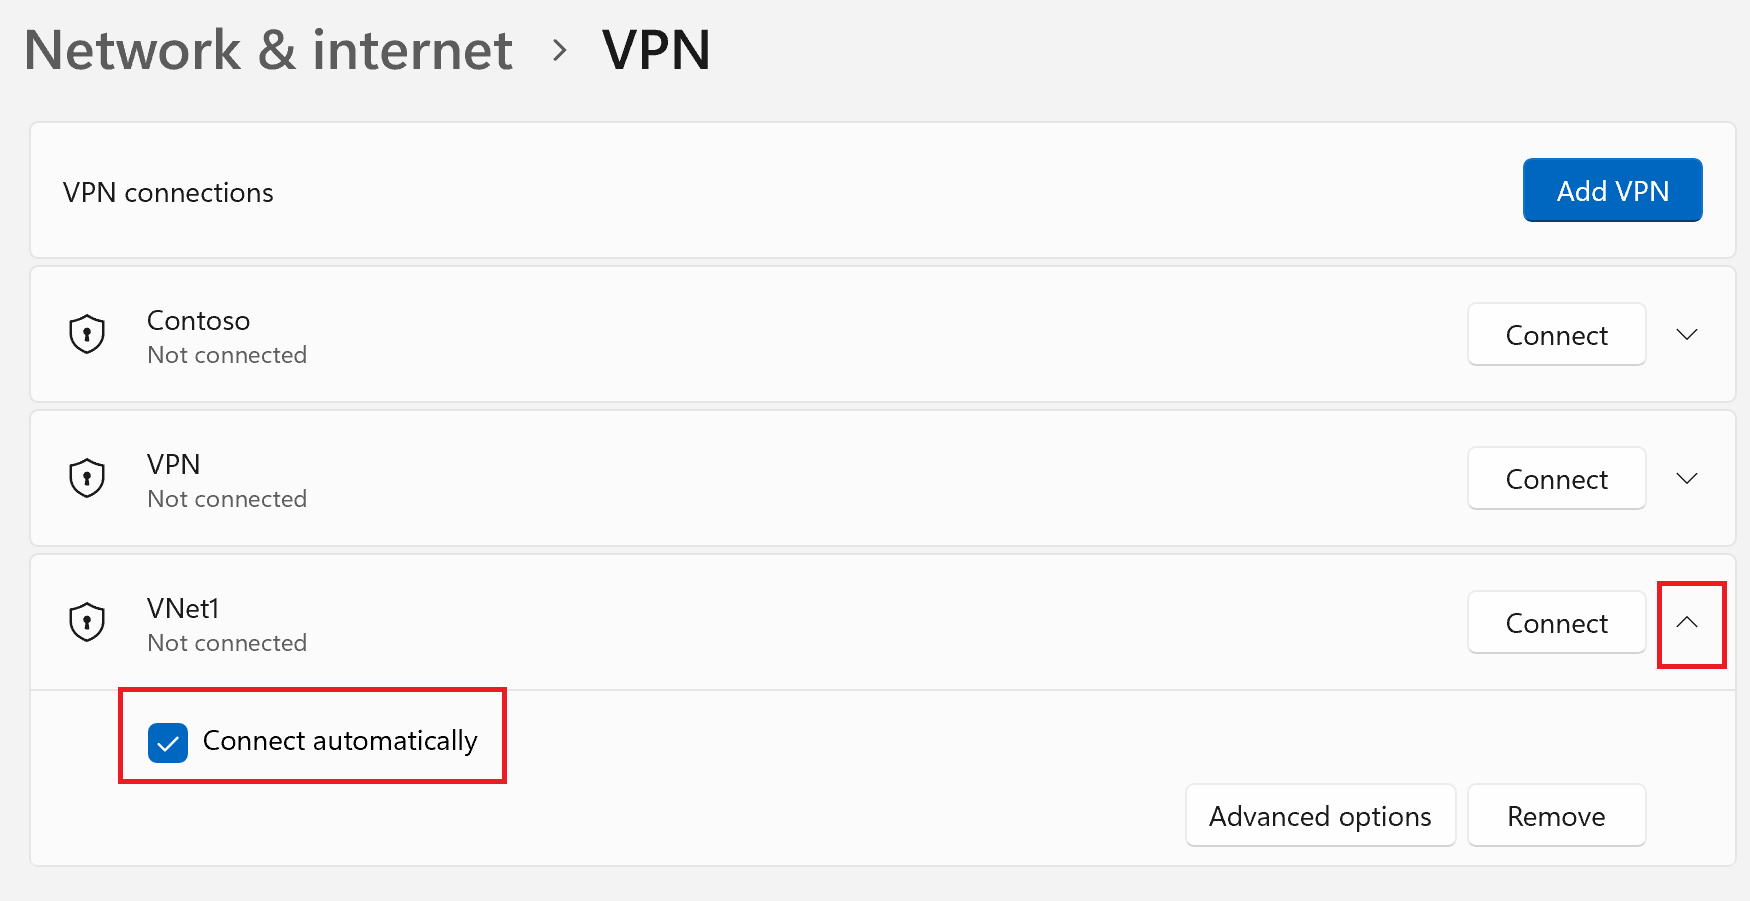 Network & internet > VPN
VPN connections
Add VPN
Contoso
Not connected
Connect
VPN
Not connected
Connect
VNet1
Not connected
Connect
Connect automatically
Advanced options
Remove